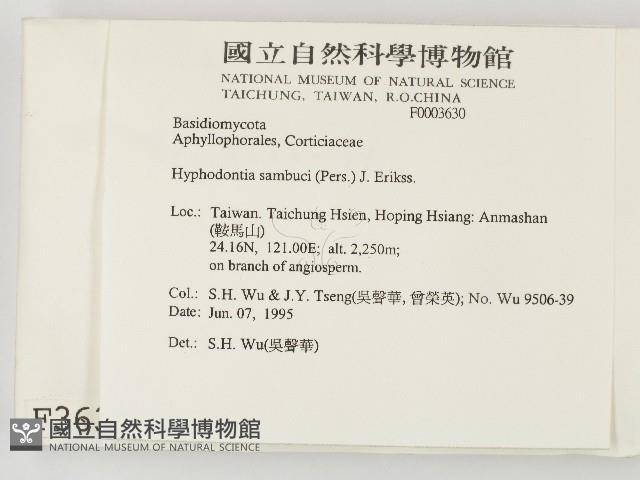 國立自然科學博物館
NATIONAL MUSEUM OF NATURAL SCIENCE
TAICHUNG, TAIWAN, R.O.CHINA
F0003630
Basidiomycota
Aphyllophorales, Corticiaceae
Hyphodontia sambuci (Pers.) J. Erikss.
Loc.: Taiwan. Taichung Hsien, Hoping Hsiang: Anmashan
(鞍馬山)
24.16N, 121.00E; alt. 2,250m;
on branch of angiosperm.
Col.: S.H. Wu & J.Y. Tseng(吳聲華, 曾榮英); No. Wu 9506-39
Date: Jun. 07, 1995
Det.: S.H. Wu(吳聲華)
F363
國立自然科學博物館
NATIONAL MUSEUM OF NATURAL SCIENCE